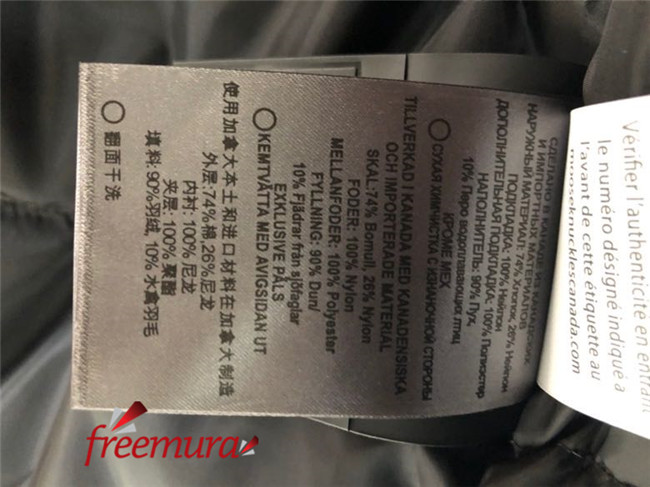 СДЕЛАНО В КАНАДЕ ИЗ КАНАДСКИХ
И ИМПОРТНЫХ МАТЕРИАЛОВ
НАРУЖНЫЙ МАТЕРИАЛ: 74% Хлопок, 26% Нейлон
ПОДКЛАДКА: 100% Нейлон
ДОПОЛНИТЕЛЬНАЯ ПОДКЛАДКА: 100% Полиэстер
НАПОЛНИТЕЛЬ: 90% Пух,
10% Перо водоплавающих птиц
КРОМЕ МЕХ
СУХАЯ ХИМЧИСТКА С ИЗНАНОЧНОЙ СТОРОНЫ
TILLVERKAD I KANADA MED KANADENSISKA
OCH IMPORTERADE MATERIAL
SKAL:74% Bomull, 26% Nylon
FODER: 100% Nylon
MELLANFODER: 100% Polyester
FYLLNING: 90% Dun/
10% Fjädrar från sjöfaglar
EXKLUSIVE PÄLS
KEMTVÄTTA MED AVIGSIDAN UT
使用加拿大本土和进口材料在加拿大制造
外层:74%棉,26%尼龙
内衬: 100% 尼龙
夹层: 100% 聚酯
填料:90%羽绒, 10% 水禽羽毛
翻面干洗
Vérifier l'authenticité en entrant
le numéro désigné indiqué a
l'avant de cette étiquette au
mooseknucklescanada.com
freemura